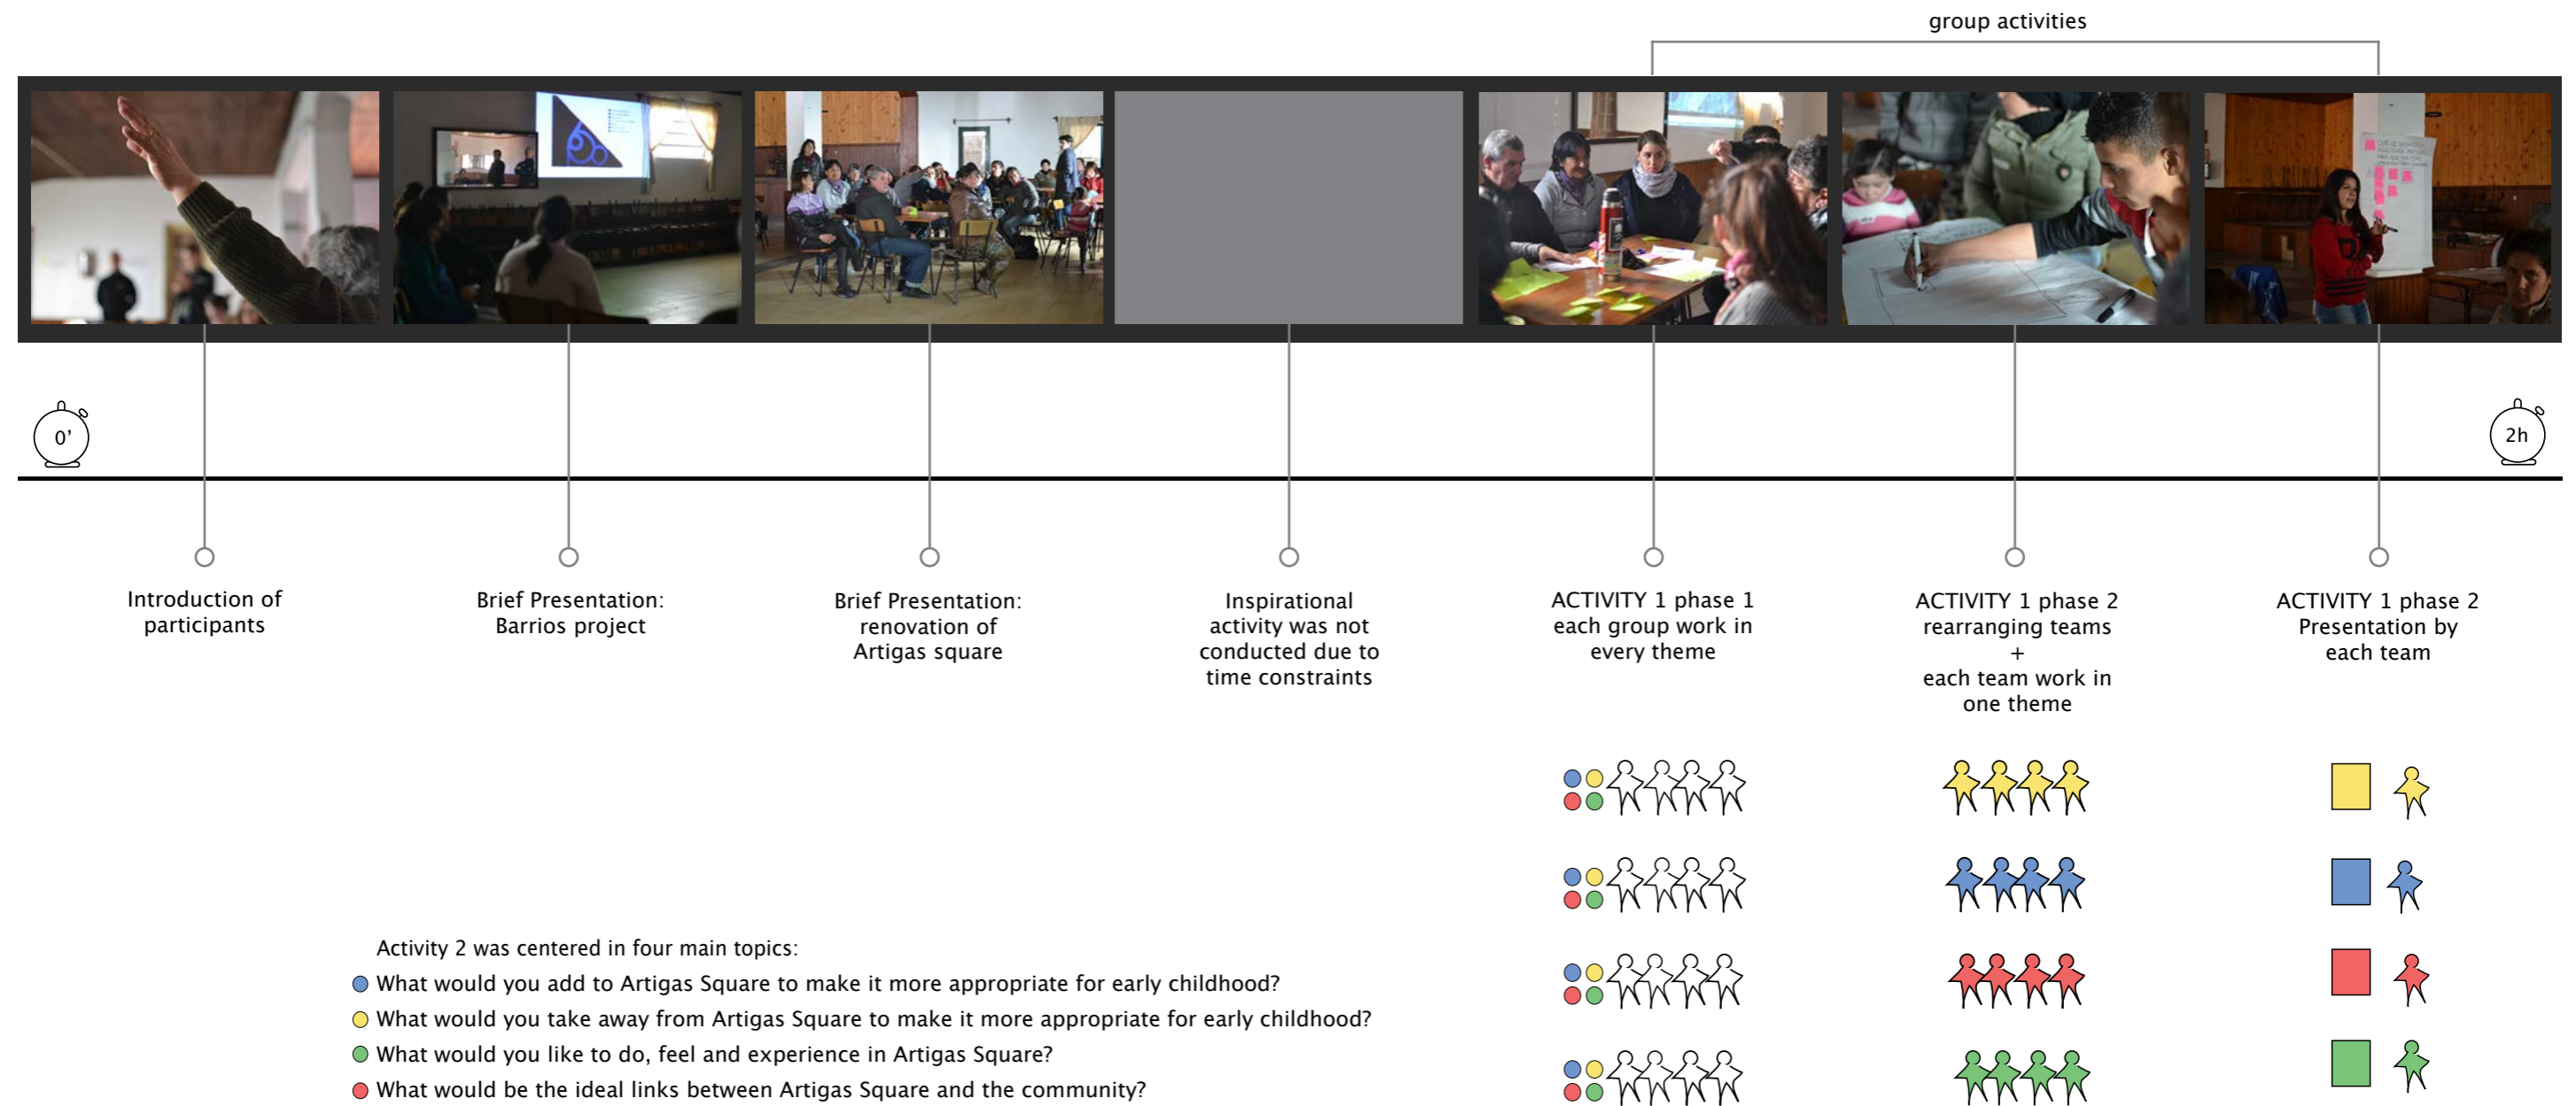 group activities
0'
2h
Introduction of
participants
Brief Presentation:
Barrios project
Brief Presentation:
renovation of
Artigas square
Inspirational
activity was not
conducted due to
time constraints
ACTIVITY 1 phase 1
each group work in
every theme
ACTIVITY 1 phase 2
rearranging teams
+
each team work in
one theme
ACTIVITY 1 phase 2
Presentation by
each team
Activity 2 was centered in four main topics:
What would you add to Artigas Square to make it more appropriate for early childhood?
What would you take away from Artigas Square to make it more appropriate for early childhood?
What would you like to do, feel and experience in Artigas Square?
What would be the ideal links between Artigas Square and the community?